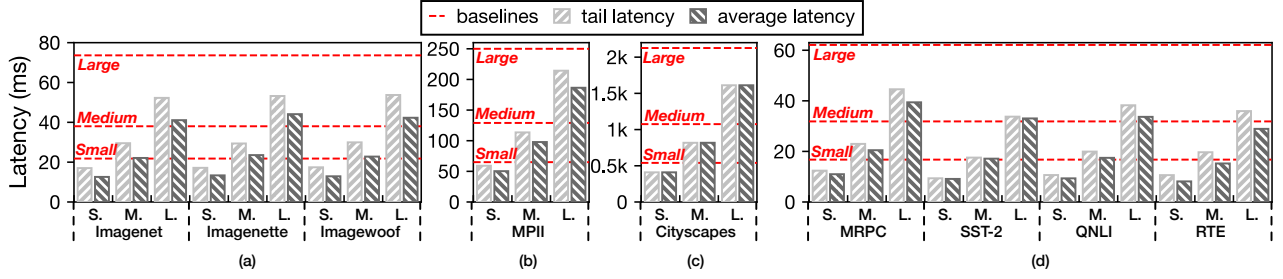 baselines tail latency average latency
Latency (ms)
80
60
40
20
0
Large
Medium
Small
S. M. L. S. M. L. S. M. L.
Imagenet Imagenette Imagewoof
(a)
250
200
150
100
50
0
Large
Medium
Small
S. M. L.
MPII
(b)
2k
1.5k
1k
0.5k
0
Large
Medium
Small
S. M. L.
Cityscapes
(c)
60
40
20
0
Large
Medium
Small
S. M. L. S. M. L. S. M. L. S. M. L.
MRPC SST-2 QNLI RTE
(d)